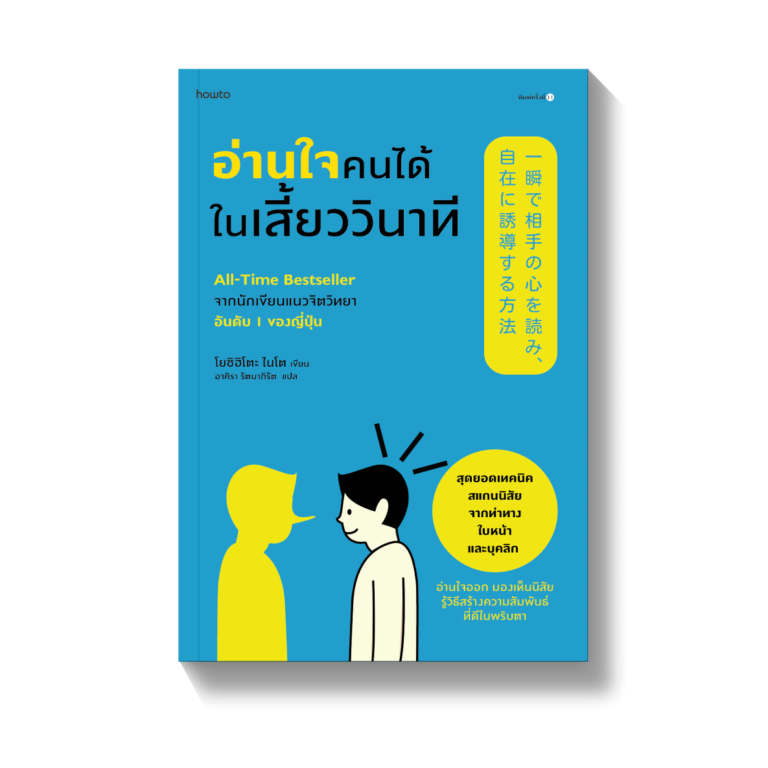 howto
พิมพ์ครั้งที่ 11
อ่านใจคนได้
ในเสี้ยววินาที
一瞬で相手の心を読み、
自在に誘導する方法
All-Time Bestseller
จากนักเขียนแนวจิตวิทยา
อันดับ 1 ของญี่ปุ่น
โยชิฮิโตะ ไนโต เขียน
อาคิรา รัตนาภิรัต แปล
สุดยอดเทคนิค
สแกนนิสัย
จากท่าทาง
ใบหน้า
และบุคลิก
อ่านใจออก มองเห็นนิสัย
รู้วิธีสร้างความสัมพันธ์
ที่ดีในพริบตา